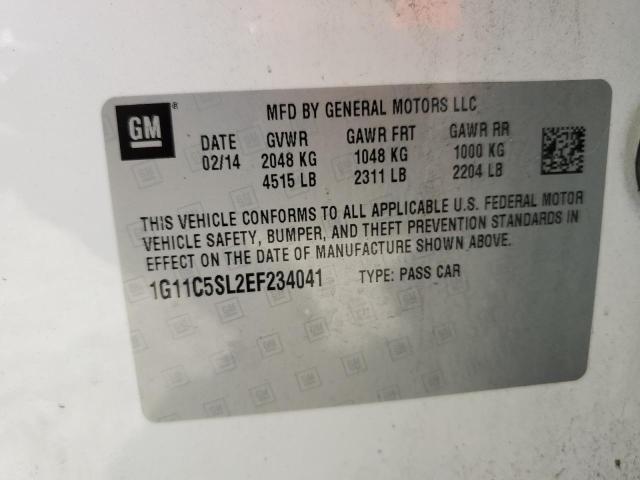 GM ®
MFD BY GENERAL MOTORS LLC
DATE GVWR GAWR FRT GAWR RR
02/14 2048 KG 1048 KG 1000 KG
4515 LB 2311 LB 2204 LB
THIS VEHICLE CONFORMS TO ALL APPLICABLE U.S. FEDERAL MOTOR
VEHICLE SAFETY, BUMPER, AND THEFT PREVENTION STANDARDS IN
EFFECT ON THE DATE OF MANUFACTURE SHOWN ABOVE.
1G11C5SL2EF234041 TYPE: PASS CAR